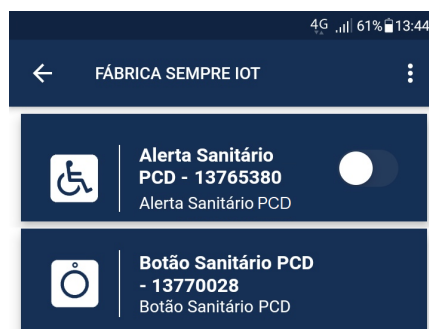 4G 61% 13:44
FÁBRICA SEMPRE IOT
Alerta Sanitário
PCD - 13765380
Alerta Sanitário PCD
Botão Sanitário PCD
- 13770028
Botão Sanitário PCD